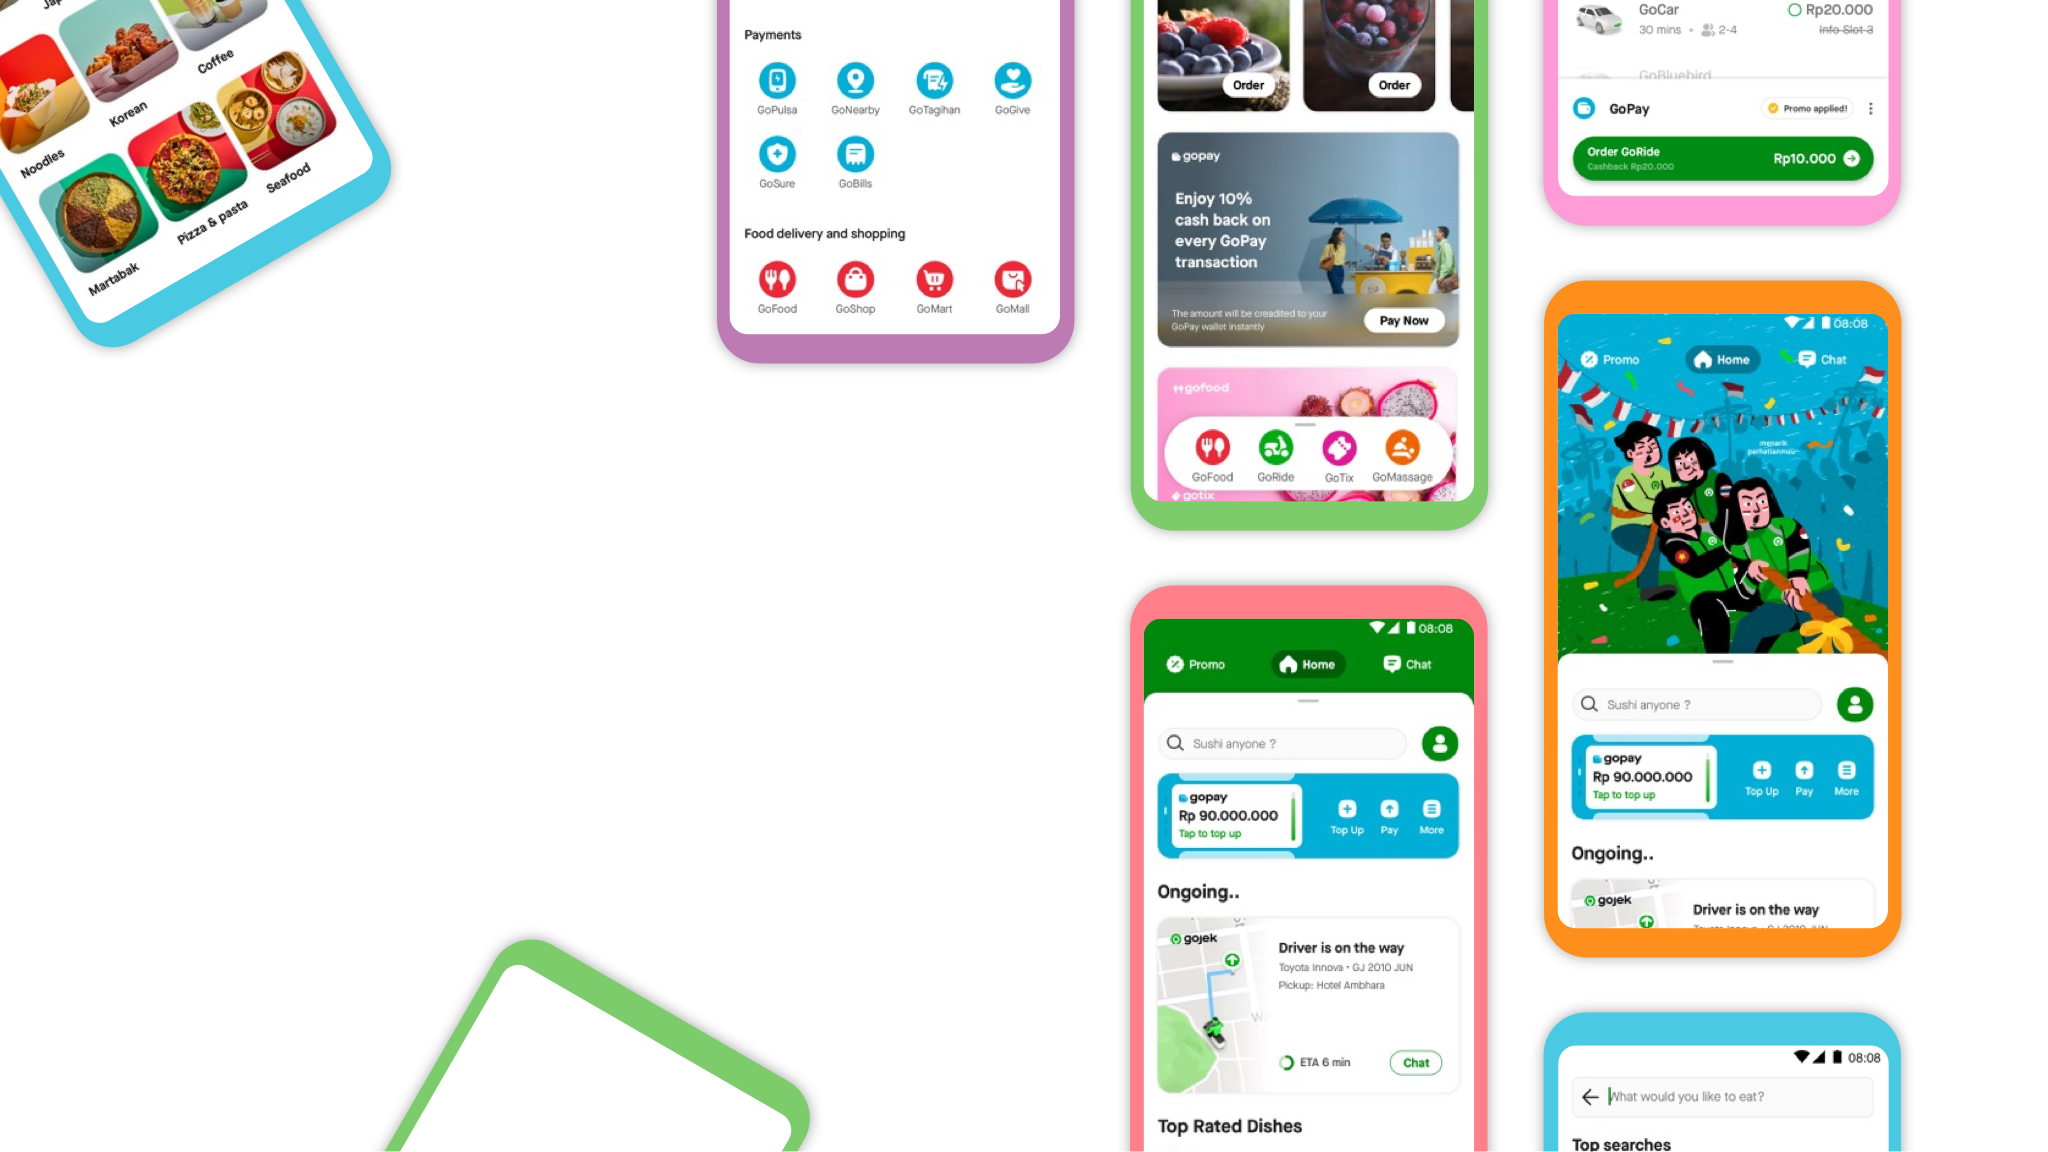 Coffee
Korean
Noodles
Seafood
Pizza & pasta
Martabak
Payments
GoPulsa
GoNearby
GoTagihan
GoGive
GoSure
GoBills
Food delivery and shopping
GoFood
GoShop
GoMart
GoMall
Order
Order
gopay
Enjoy 10%
cash back on
every GoPay
transaction
The amount will be creadited to your
GoPay wallet instantly
Pay Now
gofood
GoFood
GoRide
GoTix
GoMassage
gotix
08:08
Promo
Home
Chat
Sushi anyone ?
gopay
Rp 90.000.000
Tap to top up
Top Up
Pay
More
Ongoing..
gojek
Driver is on the way
Toyota Innova • GJ 2010 JUN
Pickup: Hotel Ambhara
ETA 6 min
Chat
Top Rated Dishes
GoCar
Rp20.000
30 mins • 2-4
Info Slot 3
GoBluebird
GoPay
Promo applied!
Order GoRide
Cashback Rp20.000
Rp10.000
08:08
Promo
Home
Chat
menarik
perhatianmuu~
Sushi anyone ?
gopay
Rp 90.000.000
Tap to top up
Top Up
Pay
More
Ongoing..
gojek
Driver is on the way
Toyota Innova • GJ 2010 JUN
08:08
What would you like to eat?
Top searches